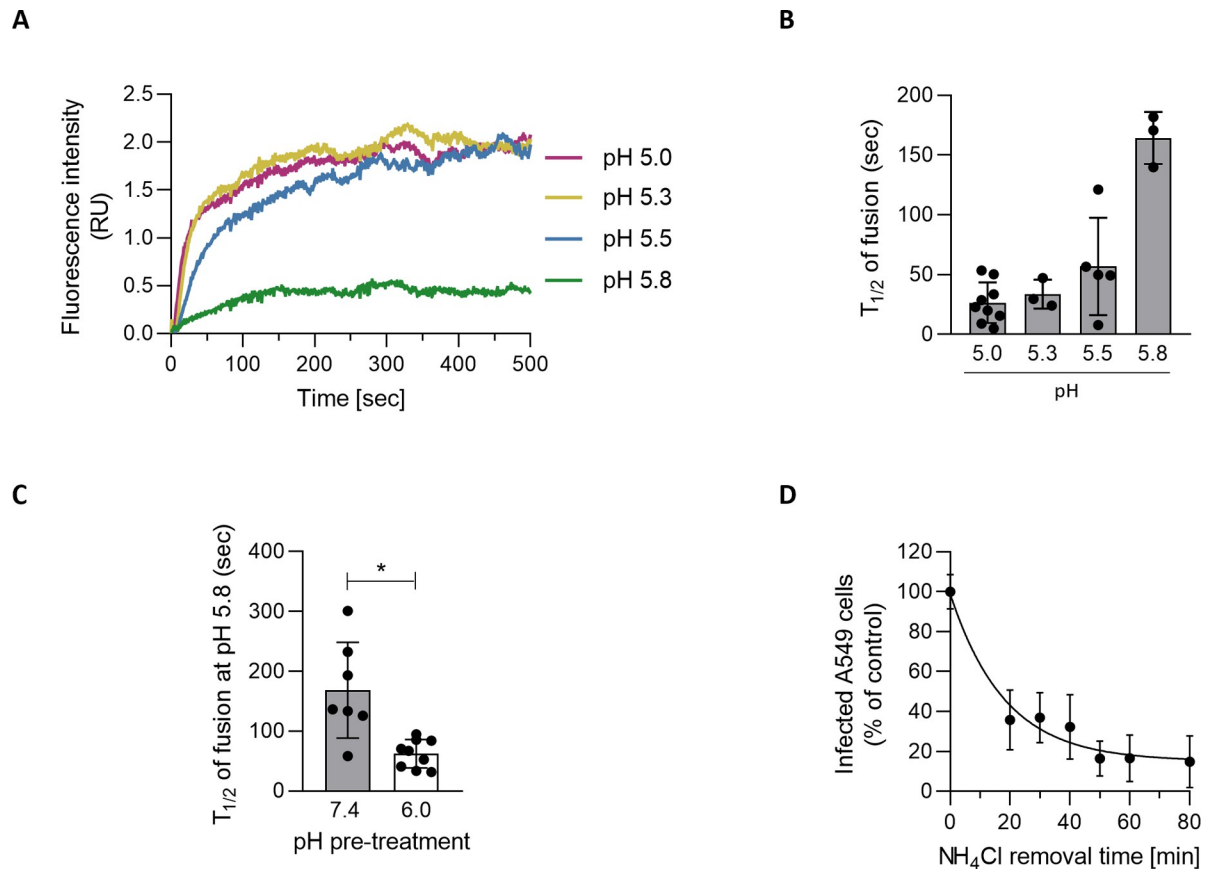 A
Fluorescence intensity
(RU)
2.5
2.0
1.5
1.0
0.5
0.0
0 100 200 300 400 500
Time [sec]
pH 5.0
pH 5.3
pH 5.5
pH 5.8
B
T1/2 of fusion (sec)
200
150
100
50
0
5.0 5.3 5.5 5.8
pH
C
T1/2 of fusion at pH 5.8 (sec)
400
300
200
100
0
*
7.4 6.0
pH pre-treatment
D
Infected A549 cells
(% of control)
120
100
80
60
40
20
0
0 20 40 60 80
NH4Cl removal time [min]